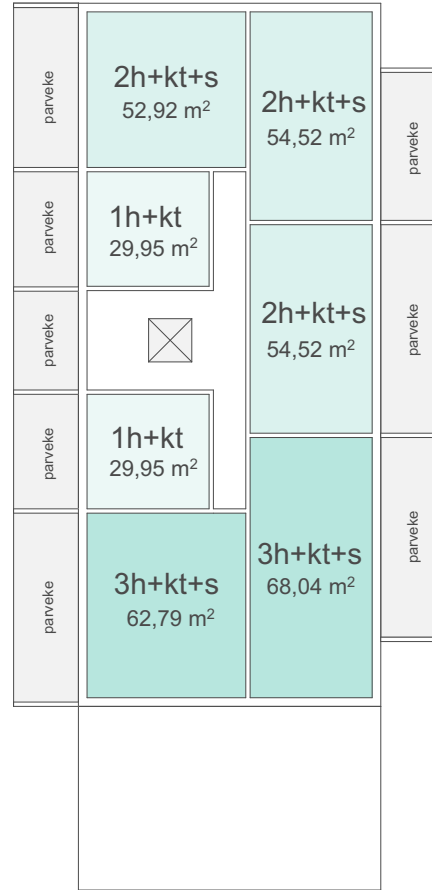 parveke
2h+kt+s
52,92 m²
2h+kt+s
54,52 m²
parveke
parveke
1h+kt
29,95 m²
parveke
2h+kt+s
54,52 m²
parveke
parveke
1h+kt
29,95 m²
parveke
3h+kt+s
62,79 m²
3h+kt+s
68,04 m²
parveke